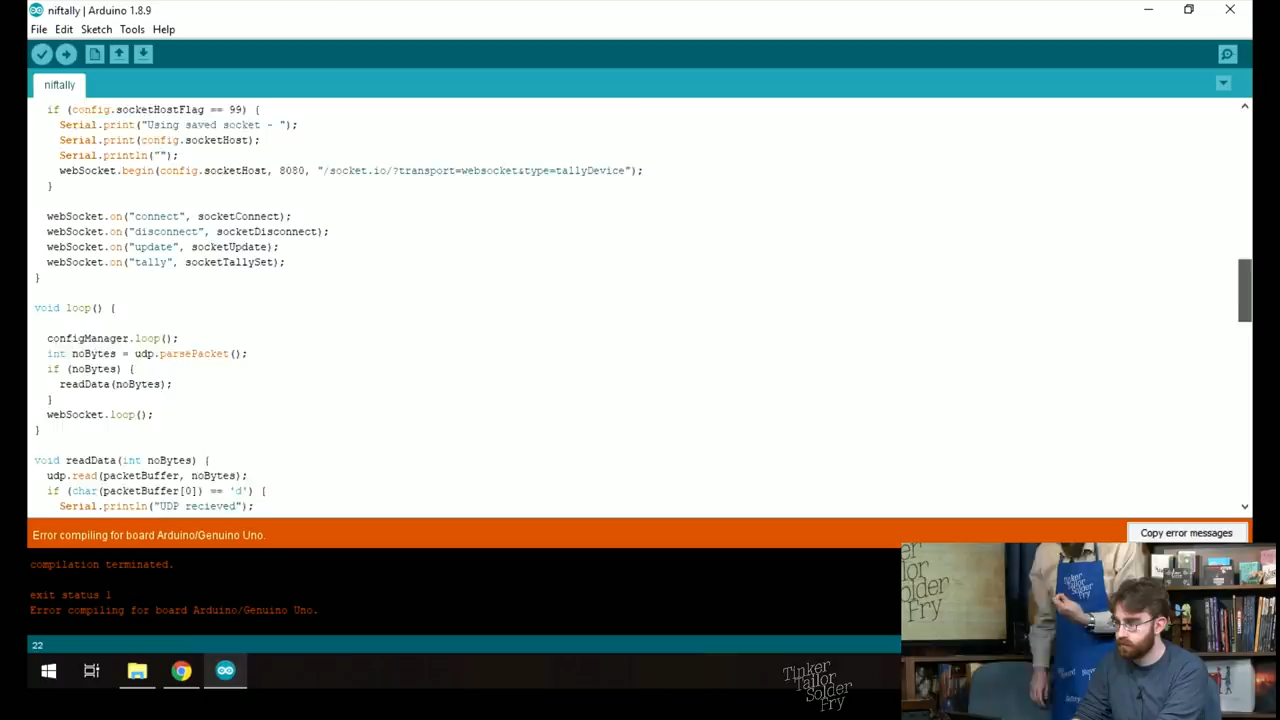 niftally | Arduino 1.8.9
File Edit Sketch Tools Help
niftally
if (config.socketHostFlag == 99) {
Serial.print("Using saved socket - ");
Serial.print(config.socketHost);
Serial.println("");
webSocket.begin(config.socketHost, 8080, "/socket.io/?transport=websocket&type=tallyDevice");
}
webSocket.on("connect", socketConnect);
webSocket.on("disconnect", socketDisconnect);
webSocket.on("update", socketUpdate);
webSocket.on("tally", socketTallySet);
}
void loop() {
configManager.loop();
int noBytes = udp.parsePacket();
if (noBytes) {
readData(noBytes);
}
webSocket.loop();
}
void readData(int noBytes) {
udp.read(packetBuffer, noBytes);
if (char(packetBuffer[0]) == 'd') {
Serial.println("UDP recieved");
Error compiling for board Arduino/Genuino Uno.
Copy error messages
compilation terminated.
exit status 1
Error compiling for board Arduino/Genuino Uno.
22
Tinker
Tailor
Solder
Fry
Tinker
Tailor
Solder
Fry